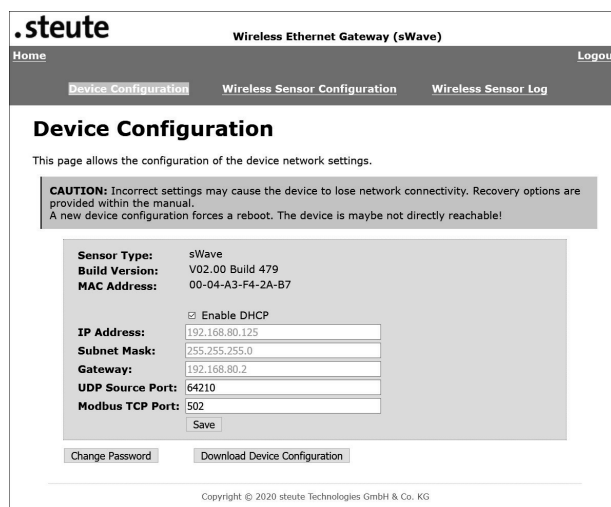 .steute
Wireless Ethernet Gateway (sWave)
Home
Logou
Device Configuration Wireless Sensor Configuration Wireless Sensor Log
Device Configuration
This page allows the configuration of the device network settings.
CAUTION: Incorrect settings may cause the device to lose network connectivity. Recovery options are
provided within the manual.
A new device configuration forces a reboot. The device is maybe not directly reachable!
Sensor Type: sWave
Build Version: V02.00 Build 479
MAC Address: 00-04-A3-F4-2A-B7
Enable DHCP
IP Address: 192.168.80.125
Subnet Mask: 255.255.255.0
Gateway: 192.168.80.2
UDP Source Port: 64210
Modbus TCP Port: 502
Save
Change Password Download Device Configuration
Copyright © 2020 steute Technologies GmbH & Co. KG